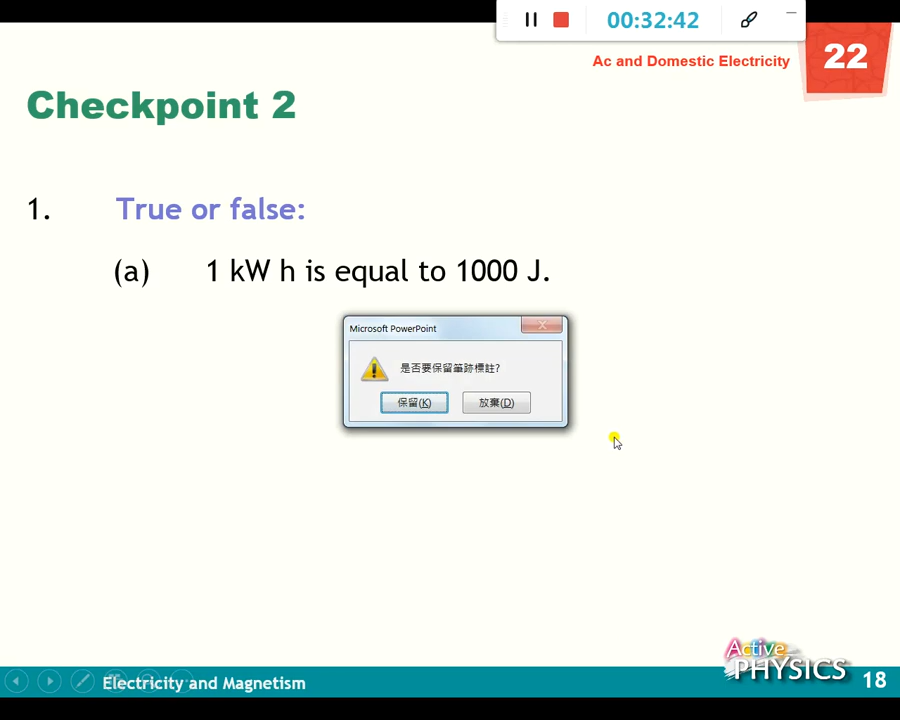 00:32:42
Ac and Domestic Electricity
22
Checkpoint 2
1. True or false:
(a) 1 kW h is equal to 1000 J.
Microsoft PowerPoint
是否要保留筆跡標註?
保留(K) 放棄(D)
Electricity and Magnetism
Active
PHYSICS
18